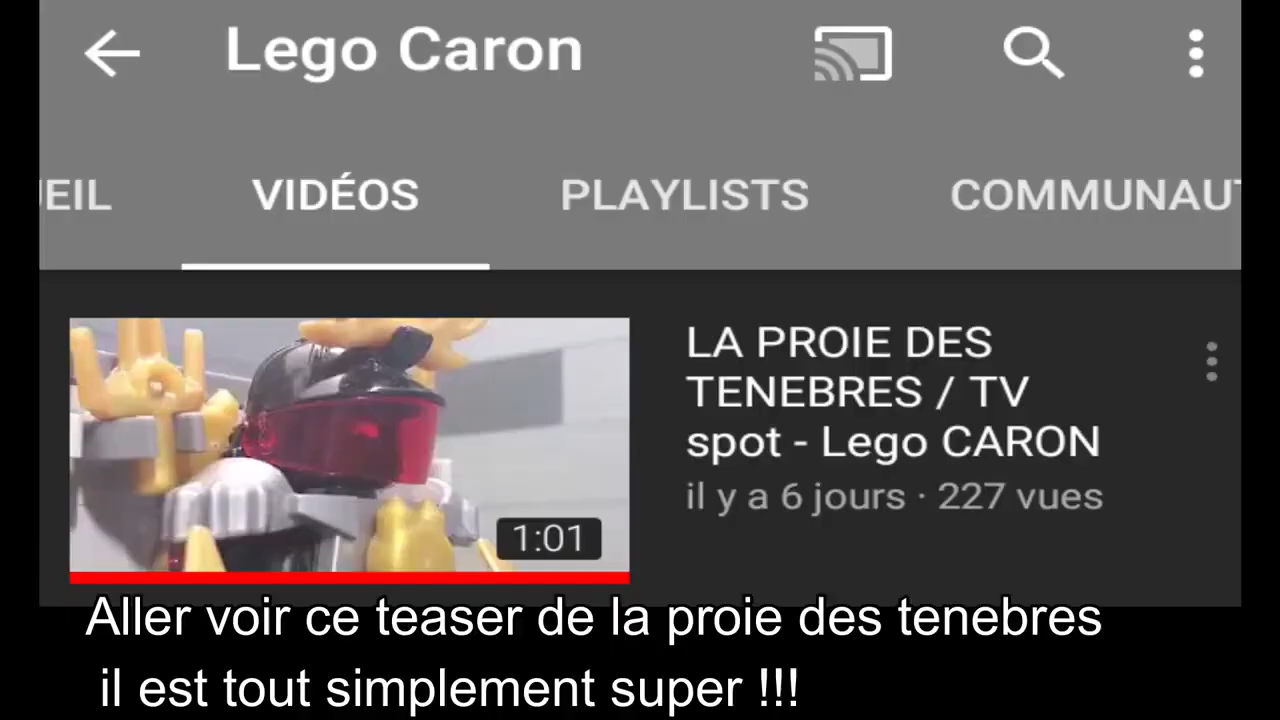 Lego Caron
EIL
VIDÉOS
PLAYLISTS
COMMUNAUT
LA PROIE DES
TENEBRES / TV
spot - Lego CARON
il y a 6 jours · 227 vues
1:01
Aller voir ce teaser de la proie des tenebres
il est tout simplement super !!!